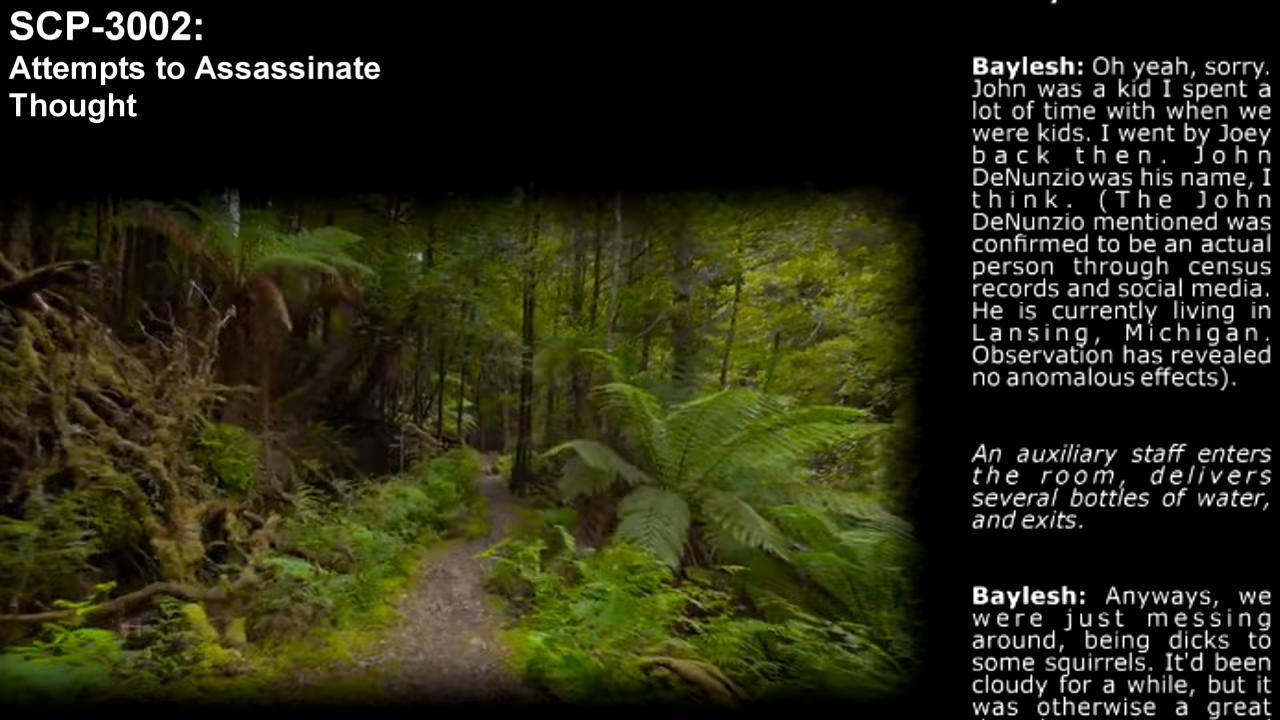 SCP-3002:
Attempts to Assassinate
Thought
Baylesh: Oh yeah, sorry.
John was a kid I spent a
lot of time with when we
were kids. I went by Joey
back then. John
DeNunzio was his name, I
think. (The John
DeNunzio mentioned was
confirmed to be an actual
person through census
records and social media.
He is currently living in
Lansing, Michigan.
Observation has revealed
no anomalous effects).
An auxiliary staff enters
the room, delivers
several bottles of water,
and exits.
Baylesh: Anyways, we
were just messing
around, being dicks to
some squirrels. It'd been
cloudy for a while, but it
was otherwise a great